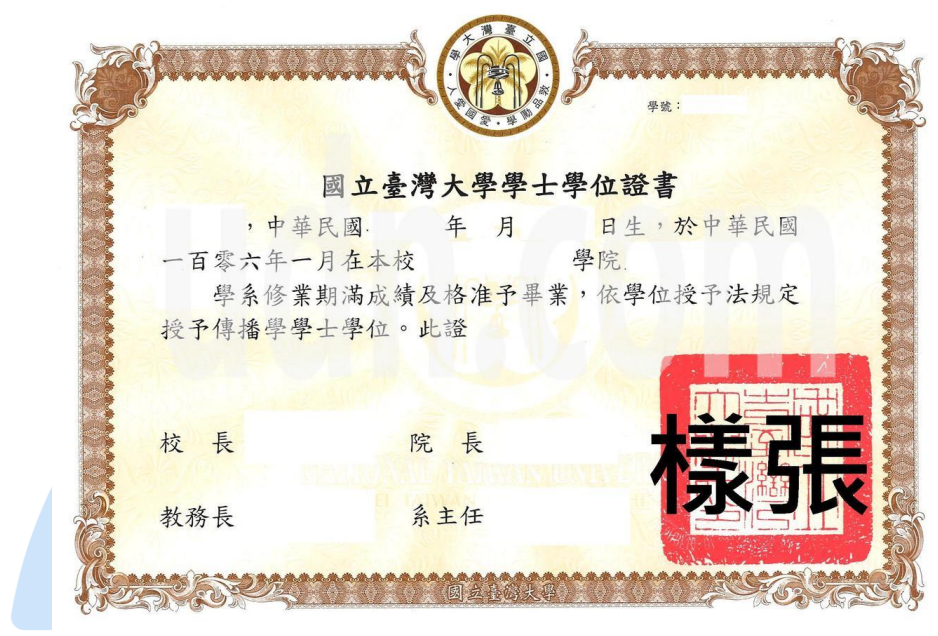 國立臺灣大學
敦品勵學・愛國愛人
學號：
國立臺灣大學學士學位證書
，中華民國 年 月 日生，於中華民國
一百零六年一月在本校 學院
學系修業期滿成績及格准予畢業，依學位授予法規定
授予傳播學學士學位。此證
udn.com
校 長 院 長
樣張
教務長 系主任
國立臺灣大學